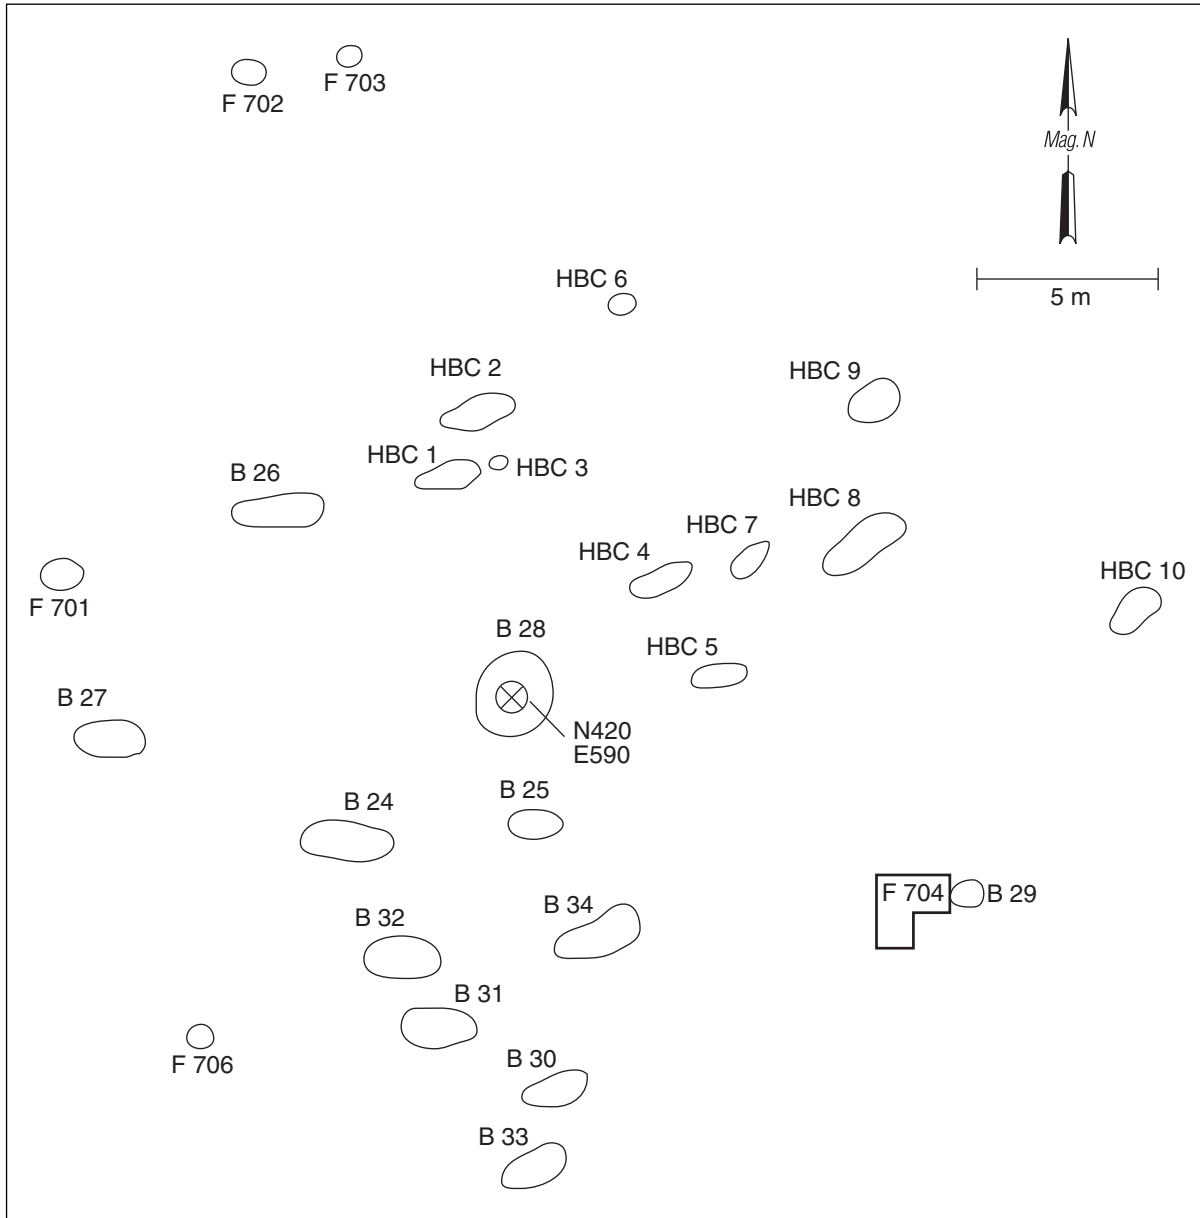 F 702
F 703
Mag. N
HBC 6
5 m
HBC 2
HBC 9
HBC 1
HBC 3
B 26
HBC 8
HBC 7
HBC 4
HBC 10
F 701
B 28
HBC 5
B 27
N420
E590
B 25
B 24
F 704
B 29
B 34
B 32
B 31
F 706
B 30
B 33